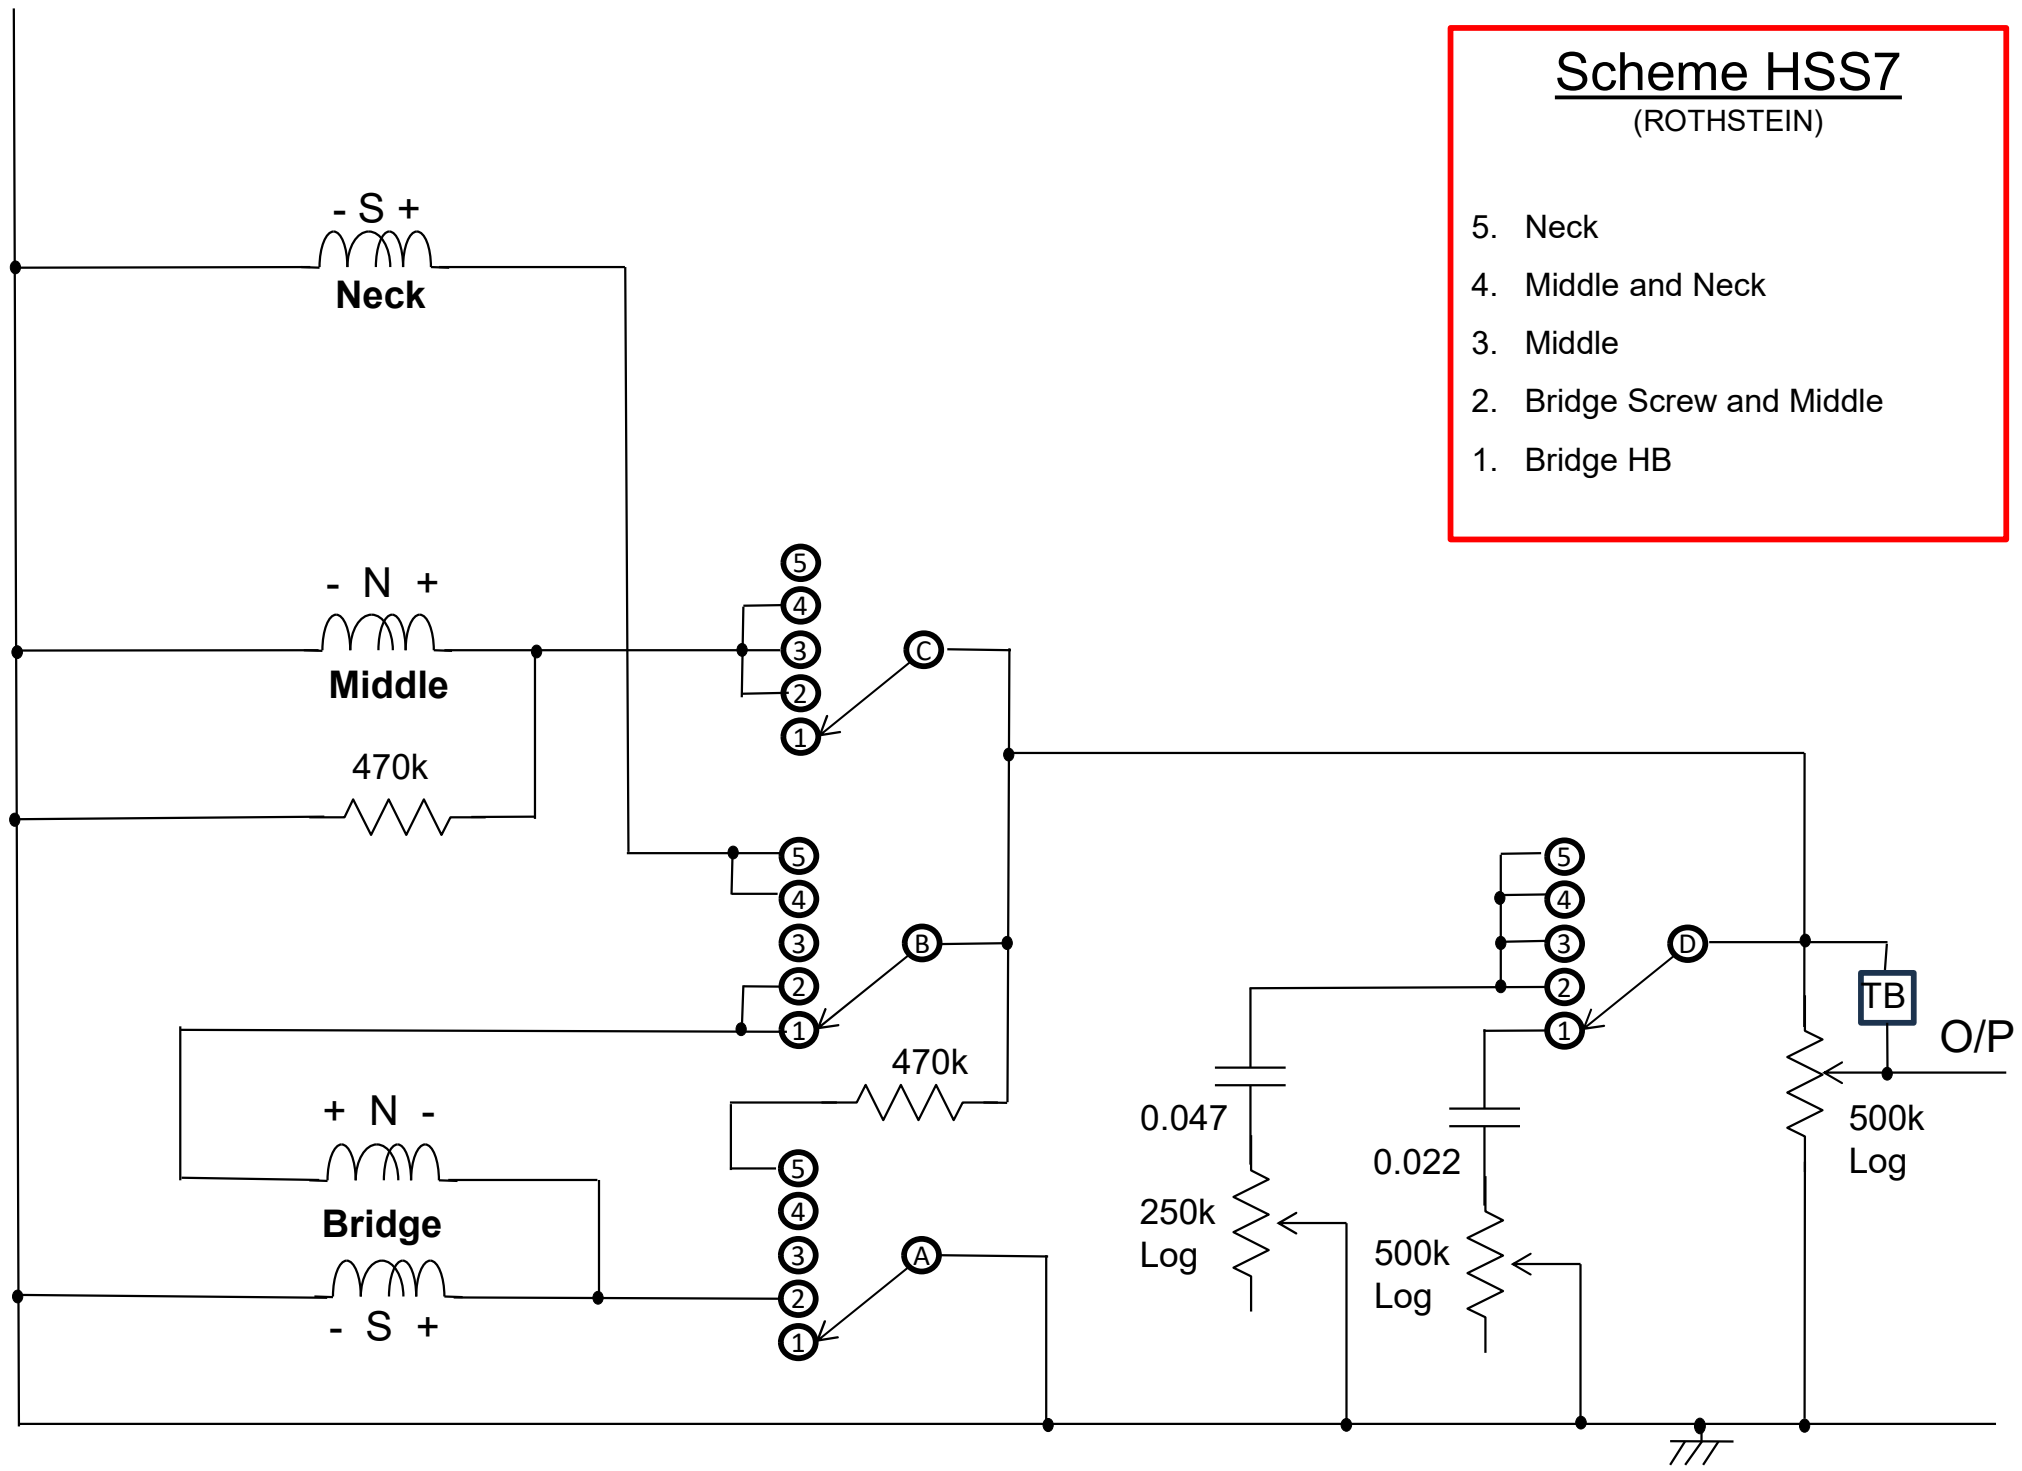 Scheme HSS7
(ROTHSTEIN)
5. Neck
4. Middle and Neck
3. Middle
2. Bridge Screw and Middle
1. Bridge HB
- S +
Neck
- N +
Middle
470k
5
4
3
2
1
C
5
4
3
2
1
B
470k
+ N -
Bridge
- S +
5
4
3
2
1
A
5
4
3
2
1
D
0.047
250k
Log
0.022
500k
Log
TB
O/P
500k
Log